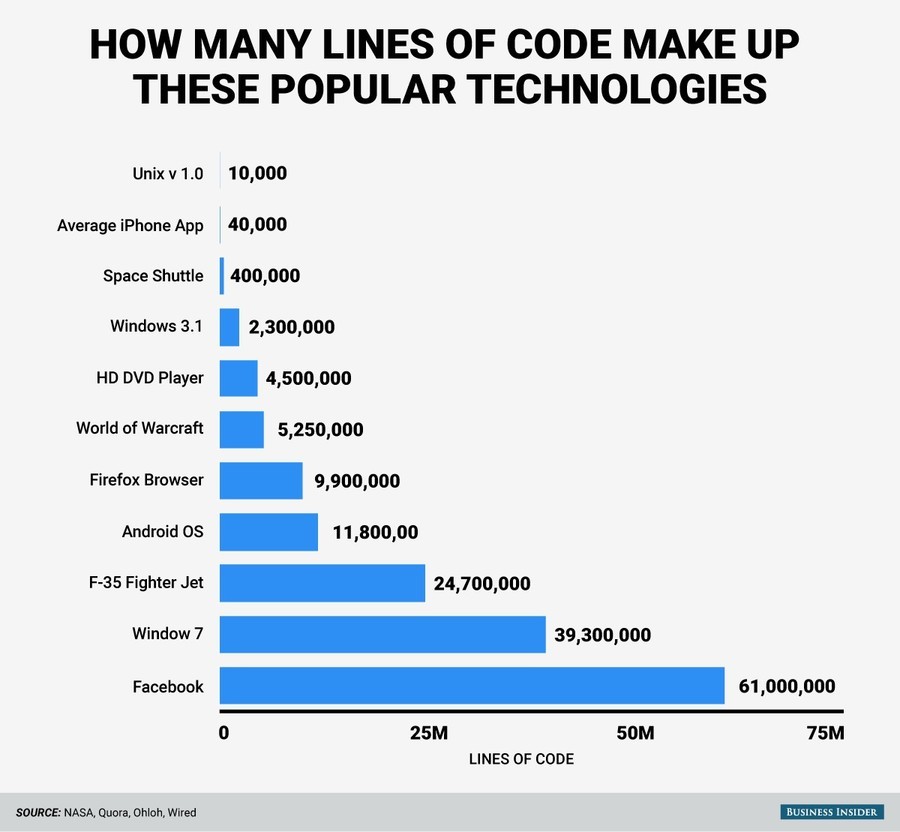 HOW MANY LINES OF CODE MAKE UP
THESE POPULAR TECHNOLOGIES
Unix v 1.0 10,000
Average iPhone App 40,000
Space Shuttle 400,000
Windows 3.1 2,300,000
HD DVD Player 4,500,000
World of Warcraft 5,250,000
Firefox Browser 9,900,000
Android OS 11,800,00
F-35 Fighter Jet 24,700,000
Window 7 39,300,000
Facebook 61,000,000
0 25M 50M 75M
LINES OF CODE
SOURCE: NASA, Quora, Ohloh, Wired BUSINESS INSIDER